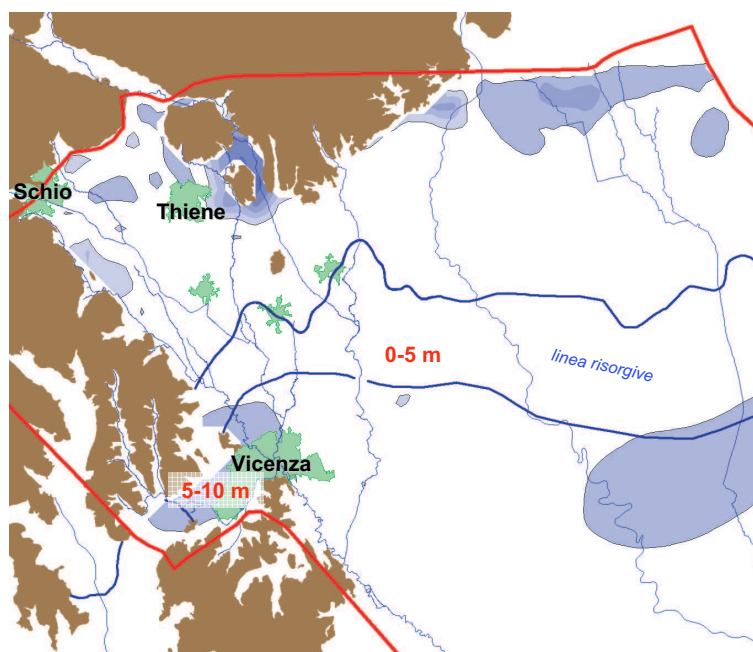 Schio
Thiene
0-5 m
linea risorgive
Vicenza
5-10 m